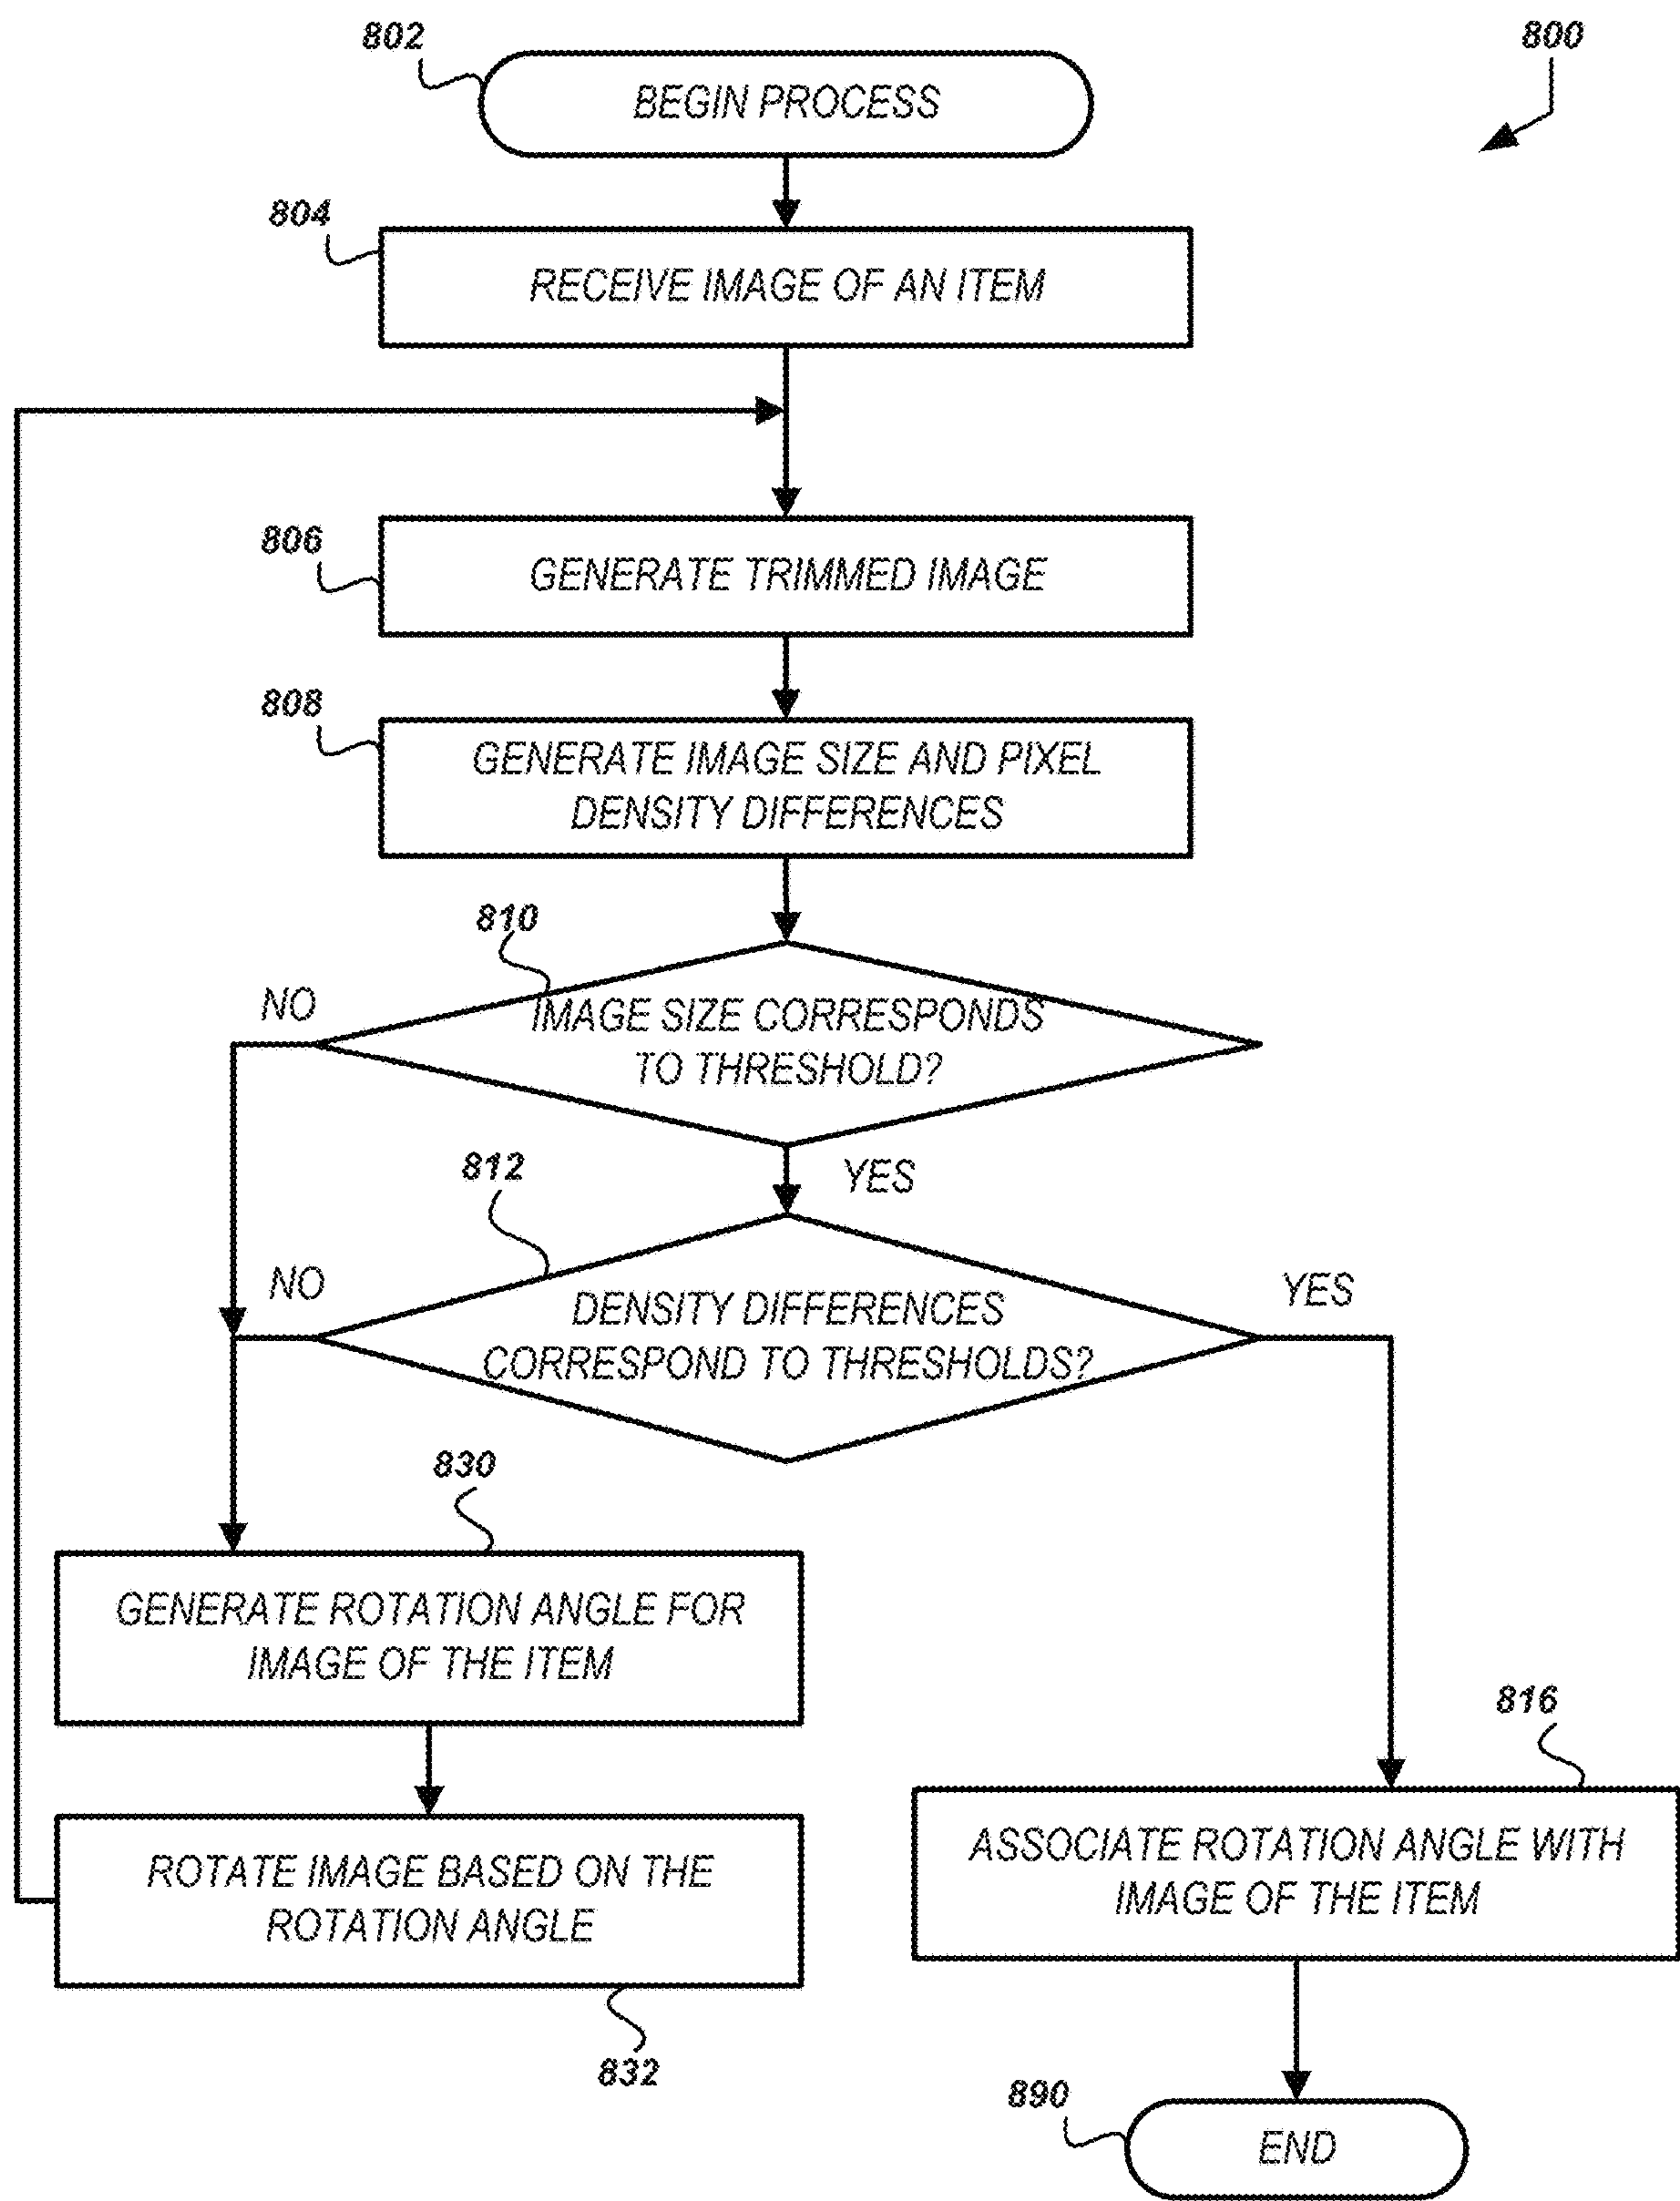 802
800
BEGIN PROCESS
804
RECEIVE IMAGE OF AN ITEM
806
GENERATE TRIMMED IMAGE
808
GENERATE IMAGE SIZE AND PIXEL
DENSITY DIFFERENCES
810
NO
IMAGE SIZE CORRESPONDS
TO THRESHOLD?
812
YES
NO
DENSITY DIFFERENCES
CORRESPOND TO THRESHOLDS?
YES
830
GENERATE ROTATION ANGLE FOR
IMAGE OF THE ITEM
816
ROTATE IMAGE BASED ON THE
ROTATION ANGLE
832
ASSOCIATE ROTATION ANGLE WITH
IMAGE OF THE ITEM
890
END